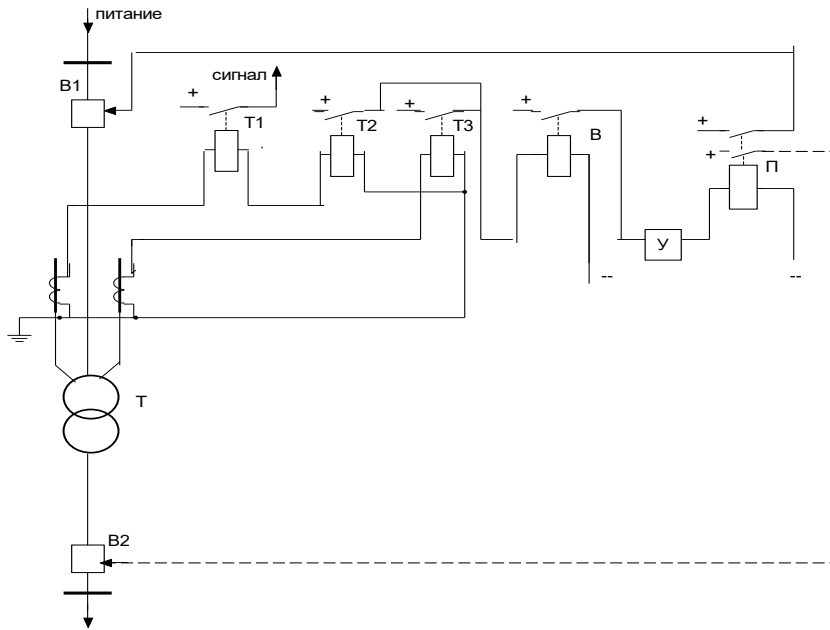 питание
сигнал
В1
+
Т1
+
Т2
+
Т3
+
В
+
+
П
У
--
--
Т
В2